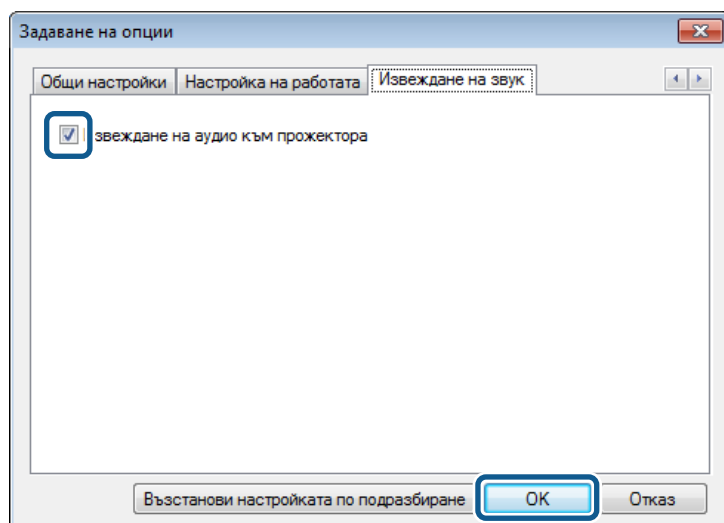 Задаване на опции
Общи настройки Настройка на работата Извеждане на звук
звеждане на аудио към прожектора
Възстанови настройката по подразбиране OK Отказ